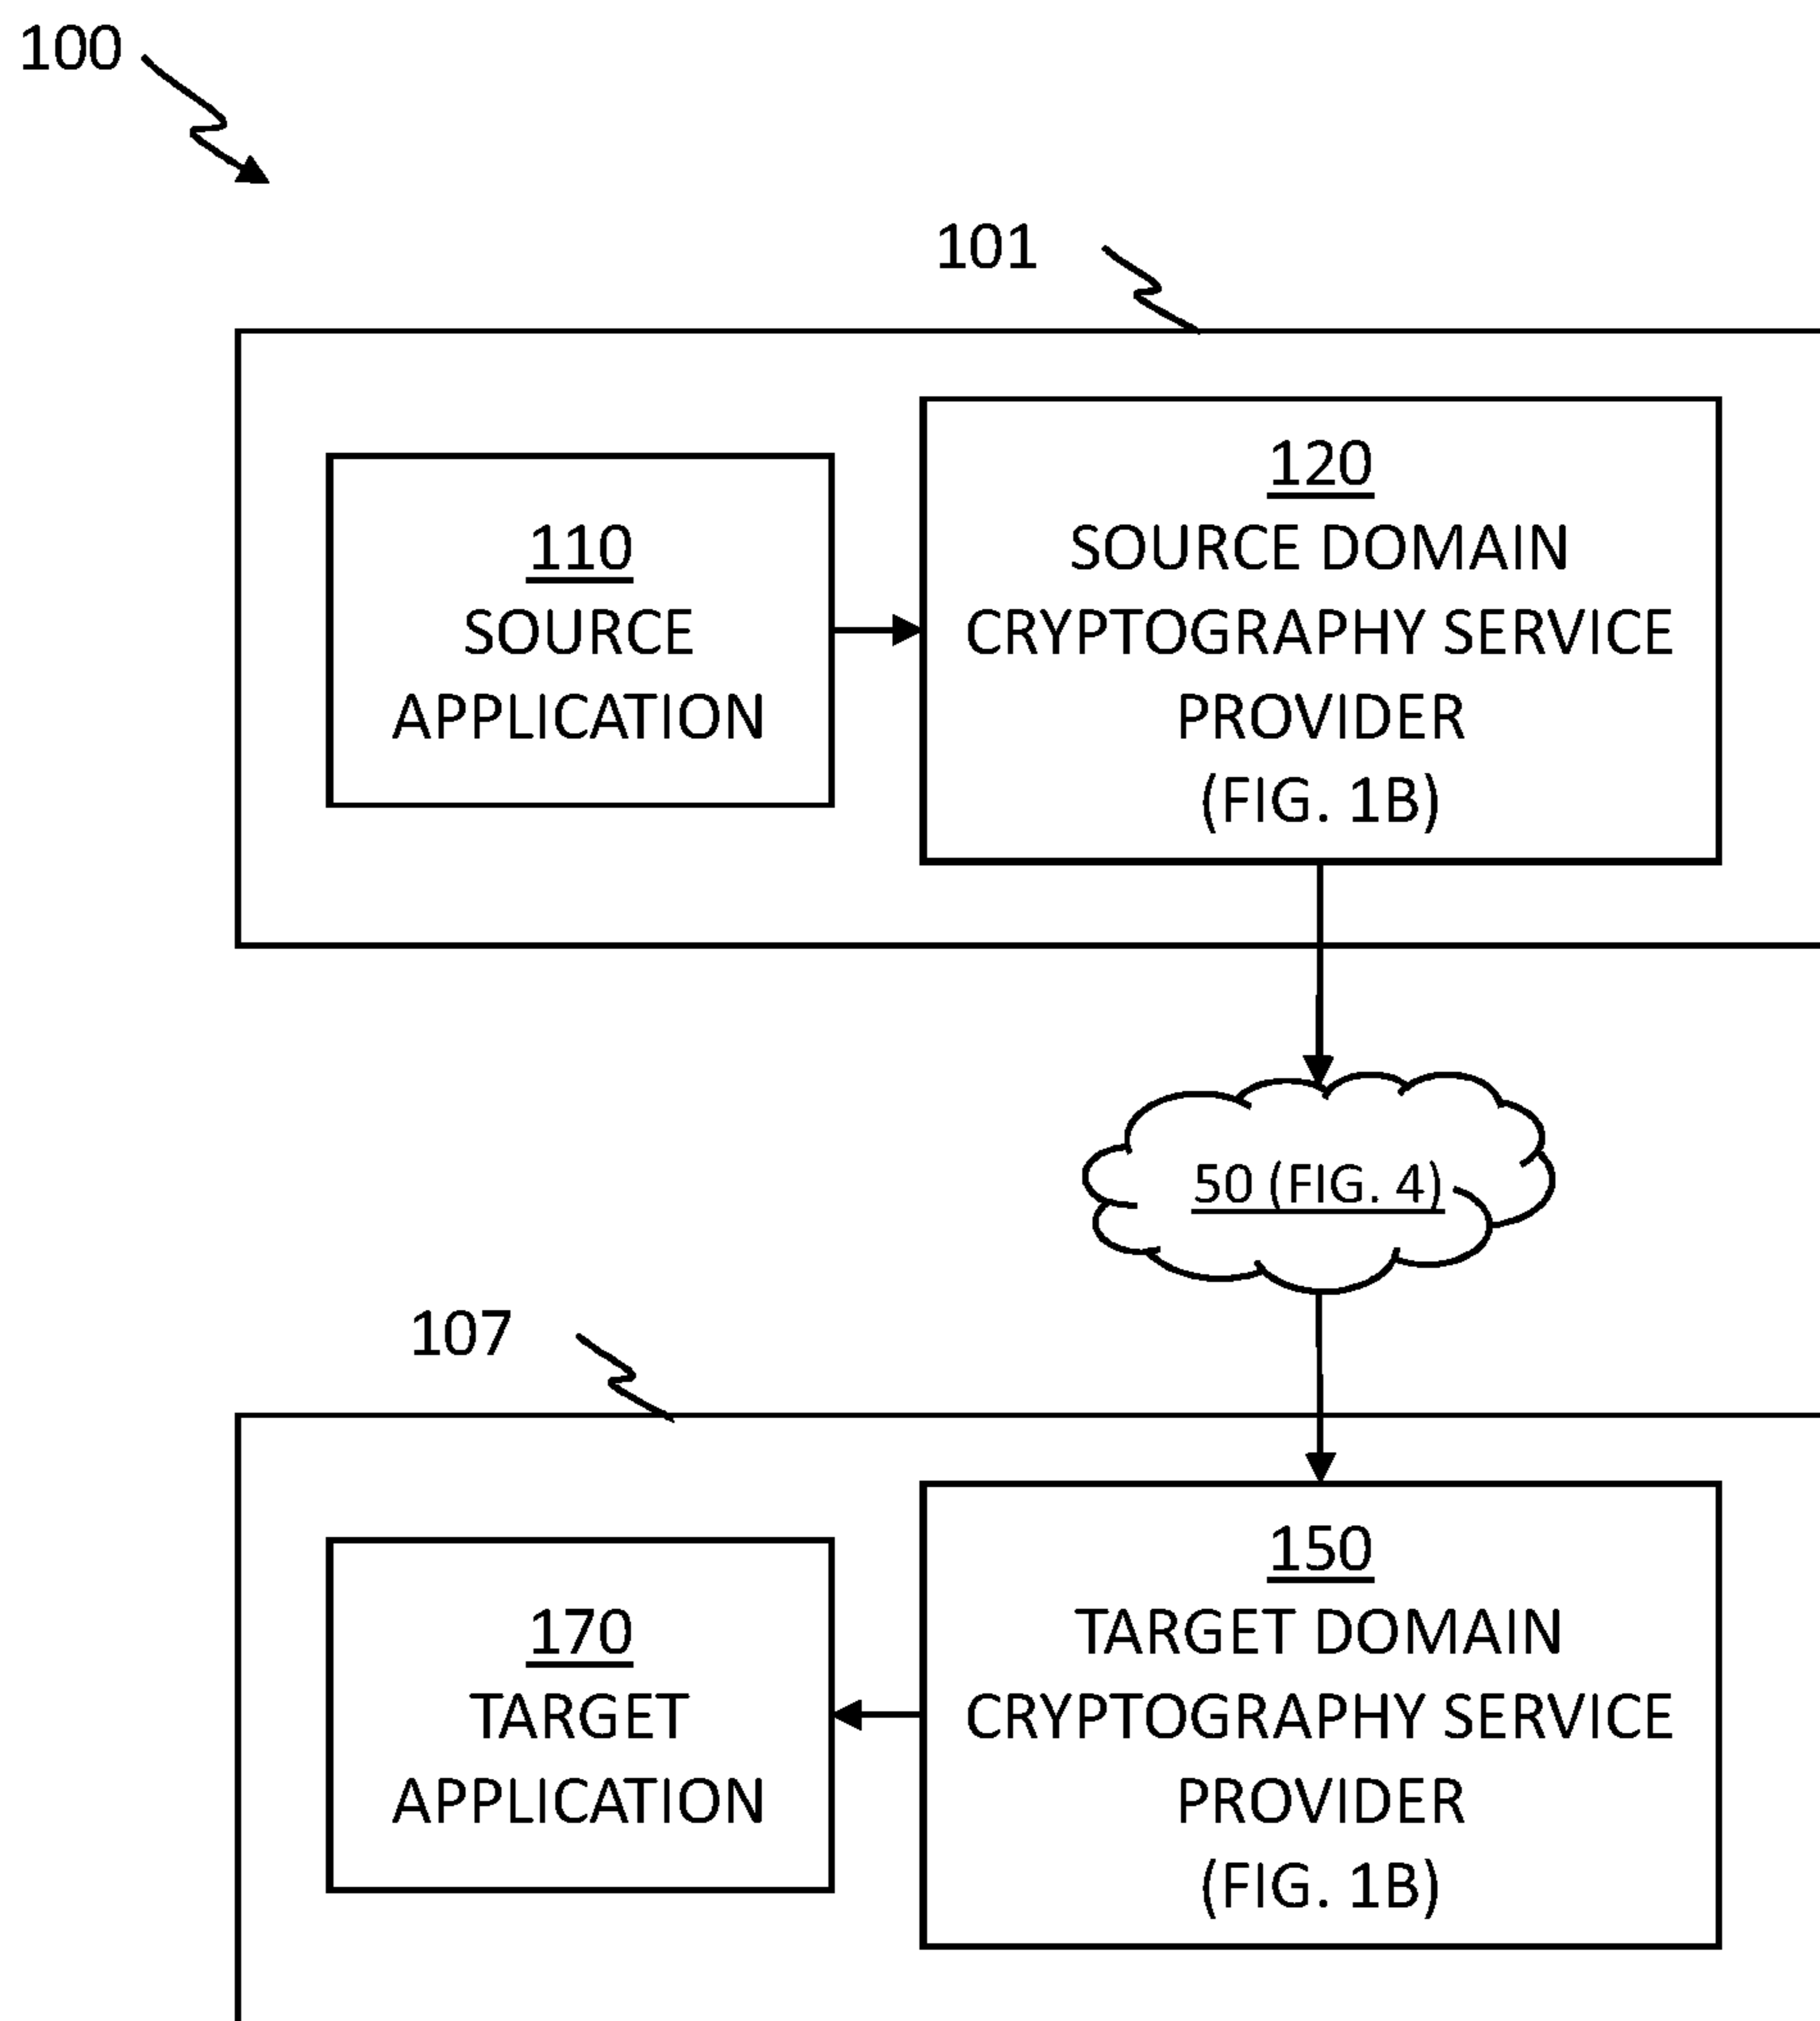 100
101
110
SOURCE
APPLICATION
120
SOURCE DOMAIN
CRYPTOGRAPHY SERVICE
PROVIDER
(FIG. 1B)
50 (FIG. 4)
107
170
TARGET
APPLICATION
150
TARGET DOMAIN
CRYPTOGRAPHY SERVICE
PROVIDER
(FIG. 1B)